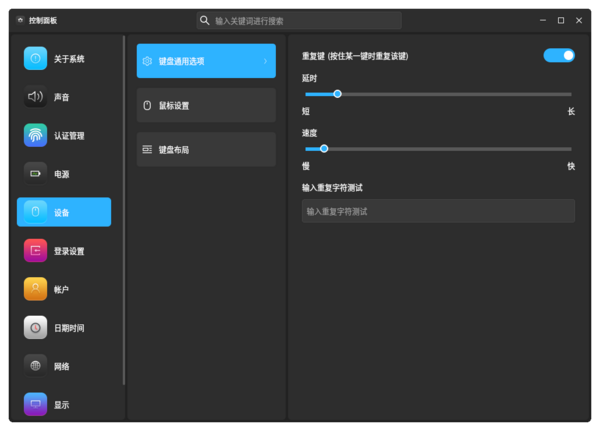 控制面板
输入关键词进行搜索
关于系统
声音
认证管理
电源
设备
登录设置
帐户
日期时间
网络
显示
键盘通用选项
鼠标设置
键盘布局
重复键 (按住某一键时重复该键)
延时
短 长
速度
慢 快
输入重复字符测试
输入重复字符测试